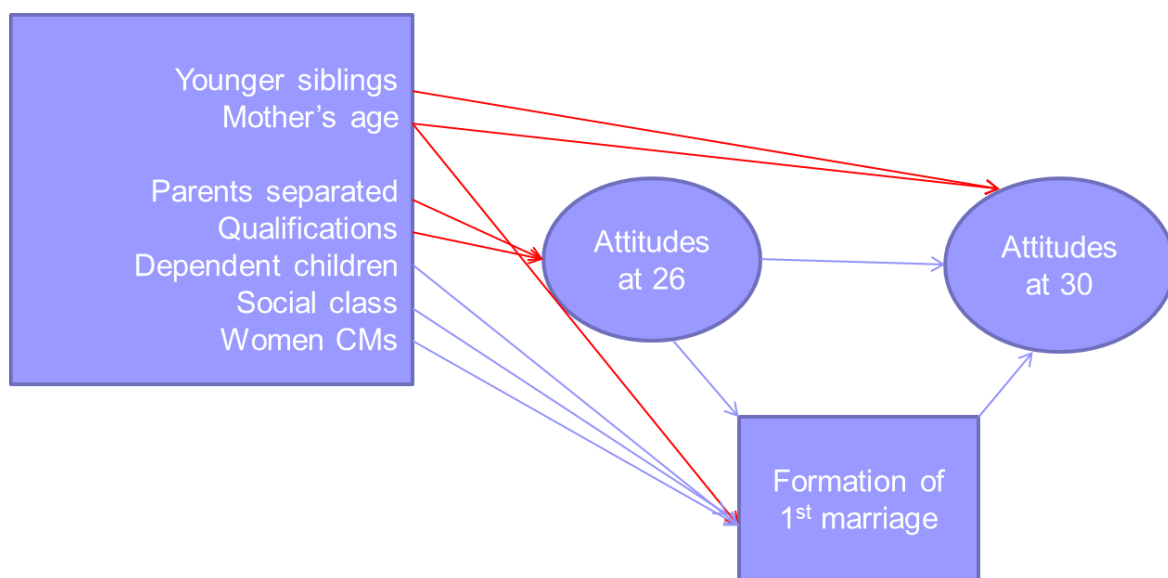 Younger siblings
Mother's age
Parents separated
Qualifications
Dependent children
Social class
Women CMs
Attitudes
at 26
Attitudes
at 30
Formation of
1st marriage